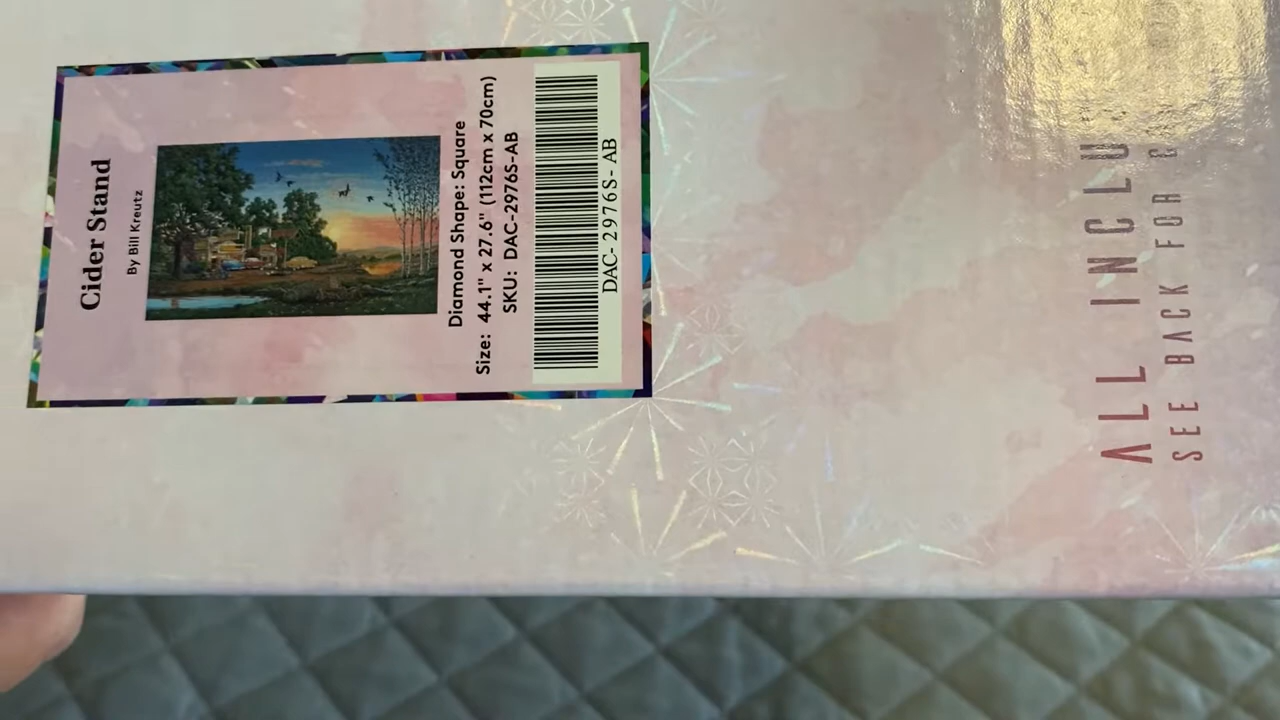 Cider Stand
By Bill Kreutz
Diamond Shape: Square
Size: 44.1" x 27.6" (112cm x 70cm)
SKU: DAC-2976S-AB
DAC- 2976S- AB
ALL INCLU
SEE BACK FOR